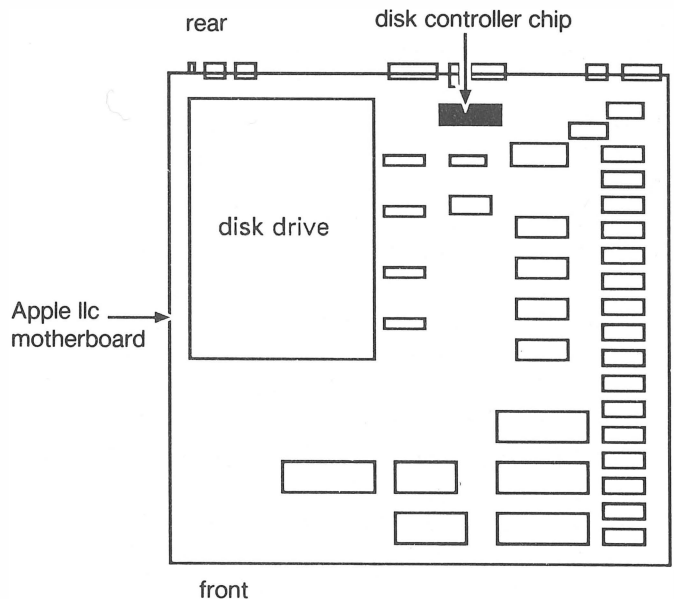 rear
disk controller chip
disk drive
Apple IIc
motherboard
front